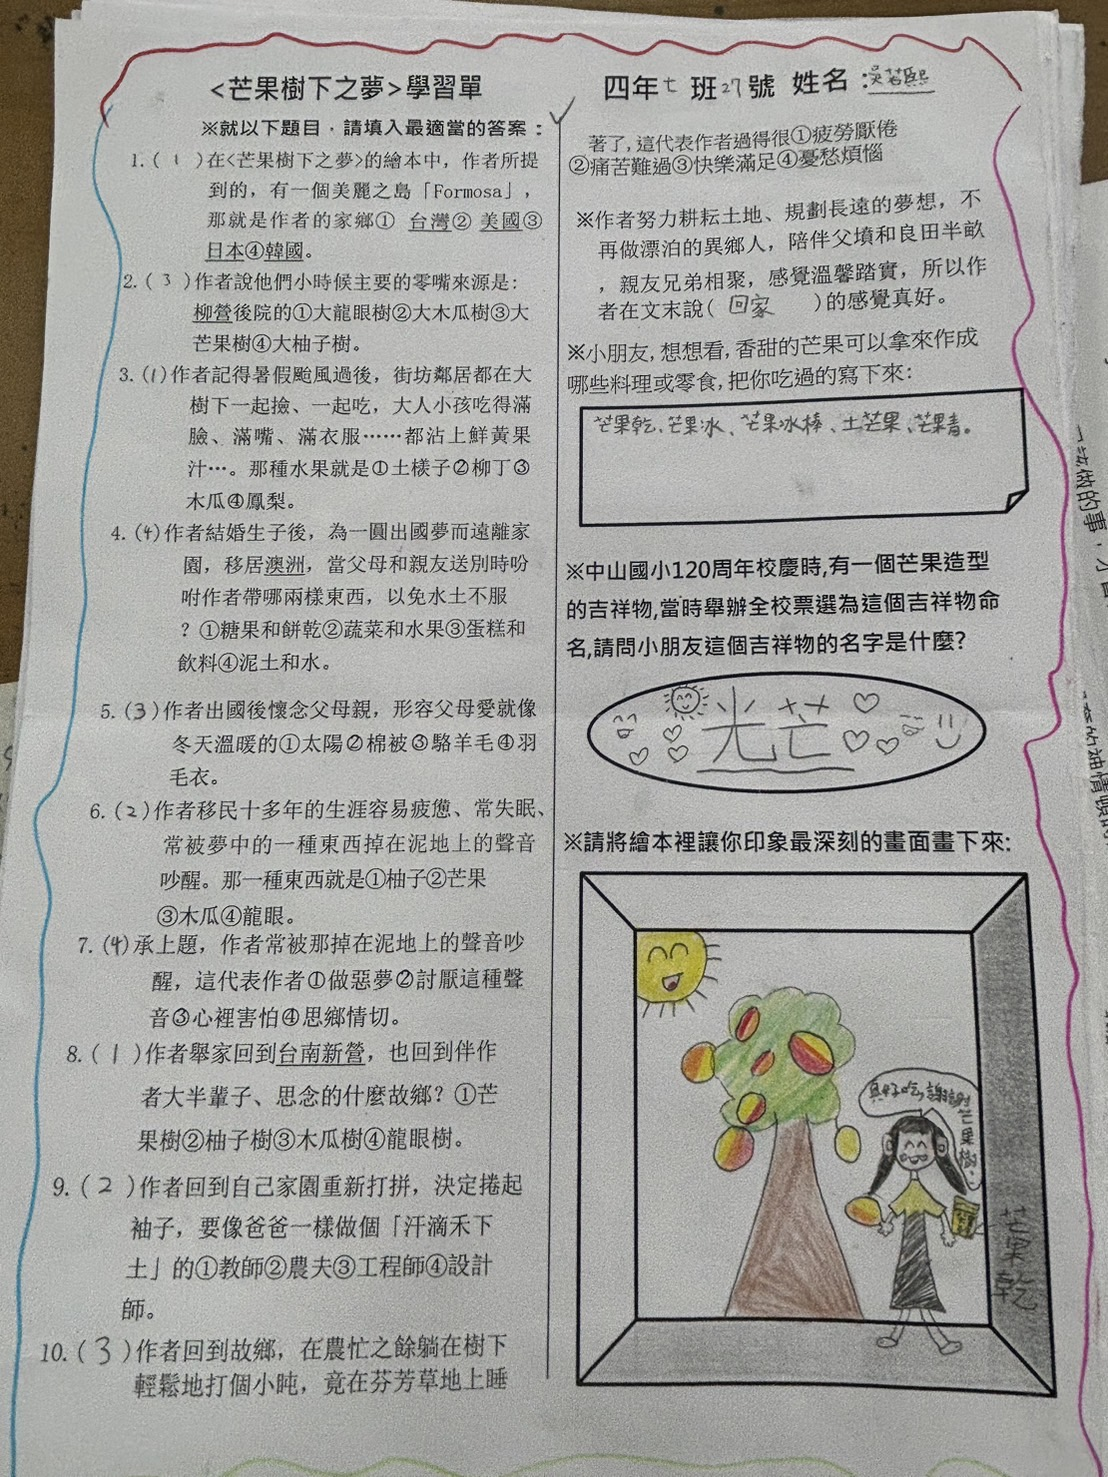 <芒果樹下之夢>學習單
四年七班27號 姓名:吳若熙
※就以下題目,請填入最適當的答案:
1.(1)在<芒果樹下之夢>的繪本中,作者所提
到的,有一個美麗之島「Formosa」,
那就是作者的家鄉①台灣②美國③
日本④韓國。
2.(3)作者說他們小時候主要的零嘴來源是:
柳營後院的①大龍眼樹②大木瓜樹③大
芒果樹④大柚子樹。
3.(1)作者記得暑假颱風過後,街坊鄰居都在大
樹下一起撿、一起吃,大人小孩吃得滿
臉、滿嘴、滿衣服……都沾上鮮黃果
汁…。那種水果就是①土檨子②柳丁③
木瓜④鳳梨。
4.(4)作者結婚生子後,為一圓出國夢而遠離家
園,移居澳洲,當父母和親友送別時吩
咐作者帶哪兩樣東西,以免水土不服
?①糖果和餅乾②蔬菜和水果③蛋糕和
飲料④泥土和水。
5.(3)作者出國後懷念父母親,形容父母愛就像
冬天溫暖的①太陽②棉被③駱羊毛④羽
毛衣。
6.(2)作者移民十多年的生涯容易疲憊、常失眠、
常被夢中的一種東西掉在泥地上的聲音
吵醒。那一種東西就是①柚子②芒果
③木瓜④龍眼。
7.(4)承上題,作者常被那掉在泥地上的聲音吵
醒,這代表作者①做惡夢②討厭這種聲
音③心裡害怕④思鄉情切。
8.(1)作者舉家回到台南新營,也回到伴作
者大半輩子、思念的什麼故鄉?①芒
果樹②柚子樹③木瓜樹④龍眼樹。
9.(2)作者回到自己家園重新打拼,決定捲起
袖子,要像爸爸一樣做個「汗滴禾下
土」的①教師②農夫③工程師④設計
師。
10.(3)作者回到故鄉,在農忙之餘躺在樹下
輕鬆地打個小盹,竟在芬芳草地上睡
著了,這代表作者過得很①疲勞厭倦
②痛苦難過③快樂滿足④憂愁煩惱
※作者努力耕耘土地、規劃長遠的夢想,不
再做漂泊的異鄉人,陪伴父墳和良田半畝
,親友兄弟相聚,感覺溫馨踏實,所以作
者在文末說(回家)的感覺真好。
※小朋友,想想看,香甜的芒果可以拿來作成
哪些料理或零食,把你吃過的寫下來:
芒果乾、芒果冰、芒果冰棒、土芒果、芒果青。
※中山國小120周年校慶時,有一個芒果造型
的吉祥物,當時舉辦全校票選為這個吉祥物命
名,請問小朋友這個吉祥物的名字是什麼?
光芒
※請將繪本裡讓你印象最深刻的畫面畫下來:
真好吃,謝謝芒果樹。
芒果乾